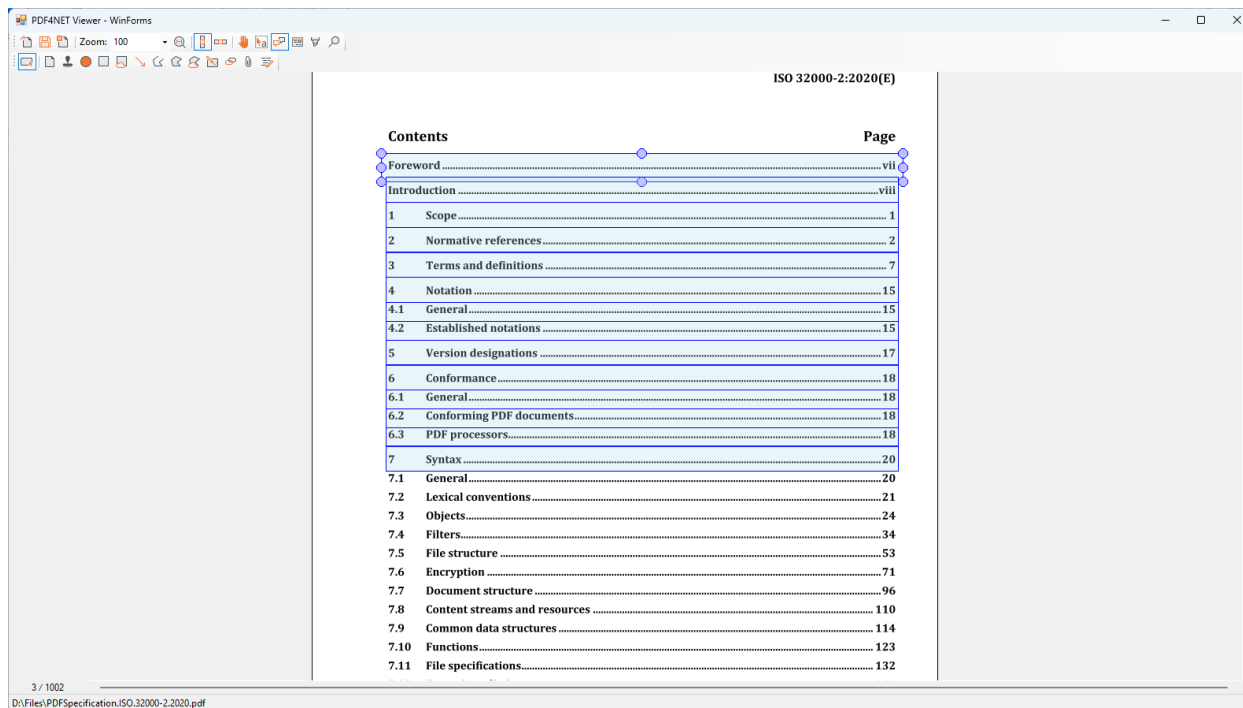 PDF4NET Viewer - WinForms
Zoom: 100
ISO 32000-2:2020(E)
Contents Page
Foreword vii
Introduction viii
1 Scope 1
2 Normative references 2
3 Terms and definitions 7
4 Notation 15
4.1 General 15
4.2 Established notations 15
5 Version designations 17
6 Conformance 18
6.1 General 18
6.2 Conforming PDF documents 18
6.3 PDF processors 18
7 Syntax 20
7.1 General 20
7.2 Lexical conventions 21
7.3 Objects 24
7.4 Filters 34
7.5 File structure 53
7.6 Encryption 71
7.7 Document structure 96
7.8 Content streams and resources 110
7.9 Common data structures 114
7.10 Functions 123
7.11 File specifications 132
3 / 1002
D:\Files\PDFSpecification.ISO.32000-2.2020.pdf